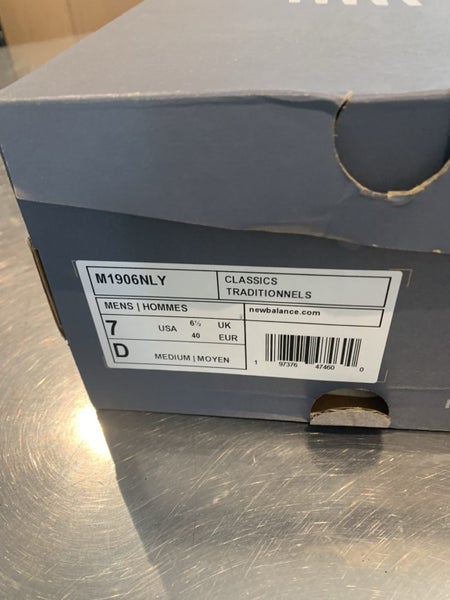 M1906NLY
CLASSICS
TRADITIONNELS
MENS | HOMMES
newbalance.com
7 USA 6½ UK
40 EUR
D MEDIUM | MOYEN
1 97376 47460 0